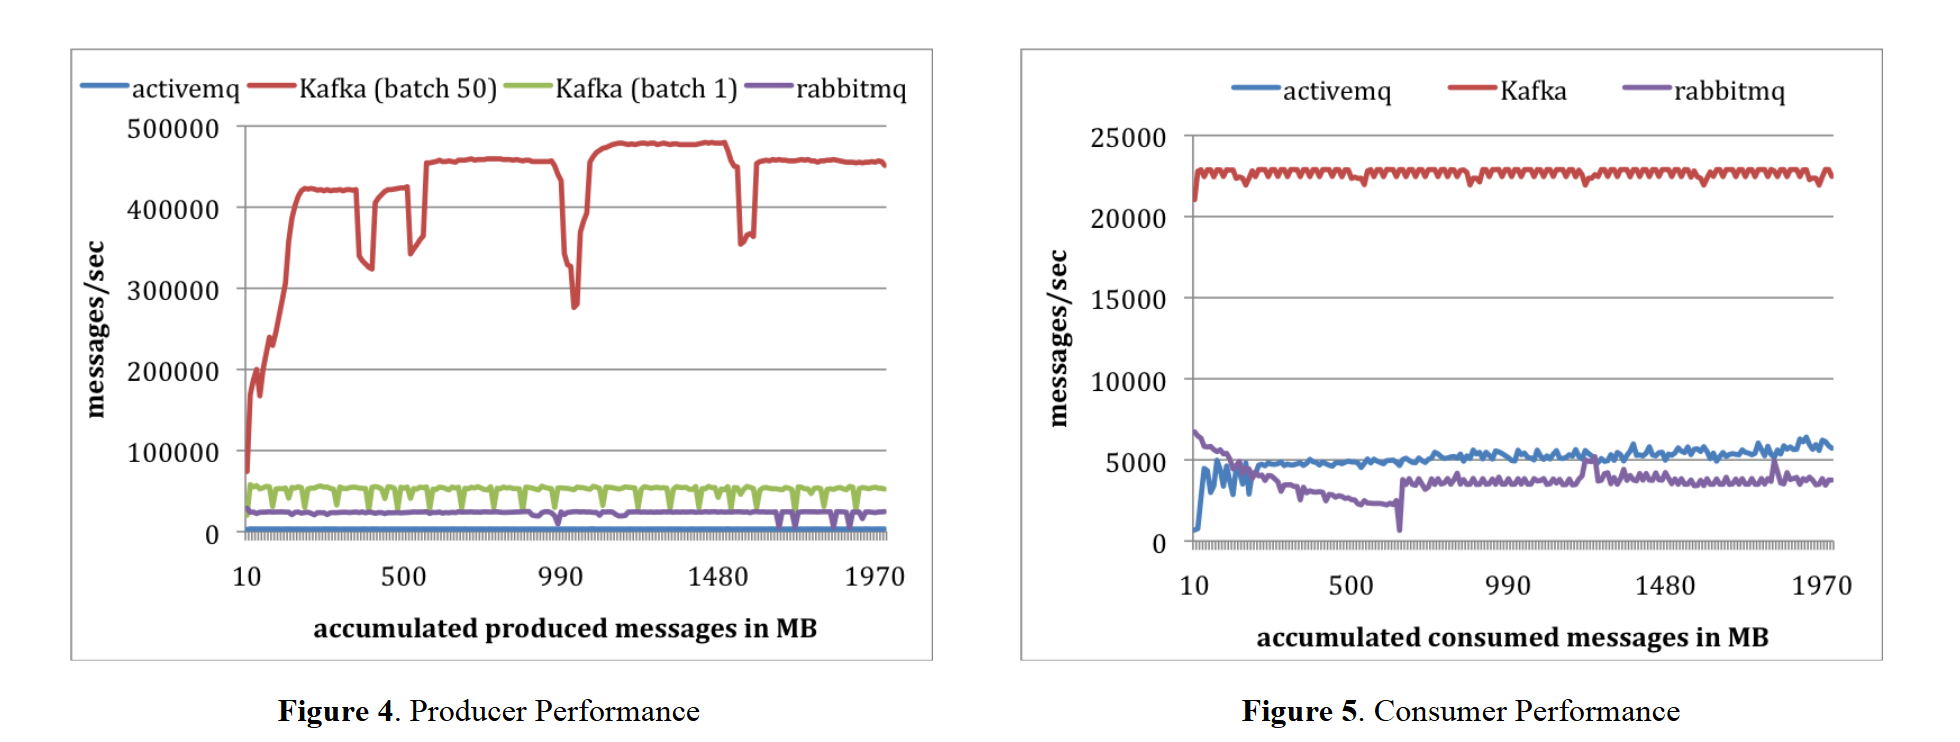 activemq Kafka (batch 50) Kafka (batch 1) rabbitmq
500000
400000
300000
200000
100000
0
messages/sec
10 500 990 1480 1970
accumulated produced messages in MB
Figure 4. Producer Performance
activemq Kafka rabbitmq
25000
20000
15000
10000
5000
0
messages/sec
10 500 990 1480 1970
accumulated consumed messages in MB
Figure 5. Consumer Performance